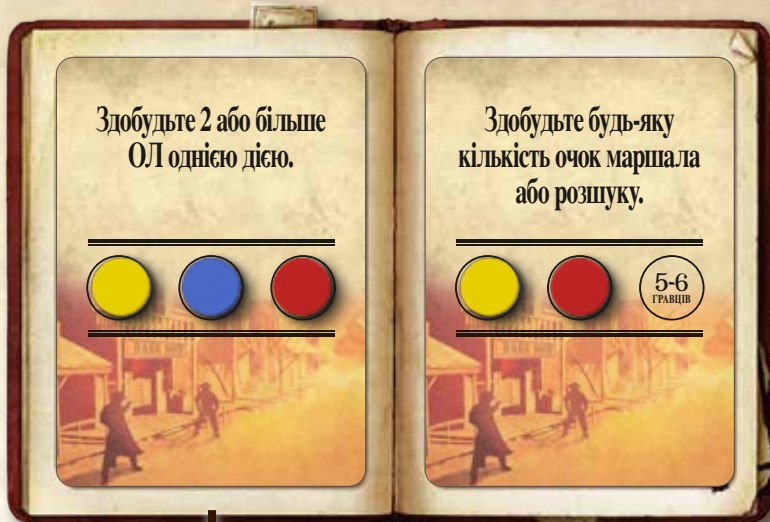 Здобудьте 2 або більше
ОЛ однією дією.
Здобудьте будь-яку
кількість очок маршала
або розшуку.
5-6
ГРАВЦІВ